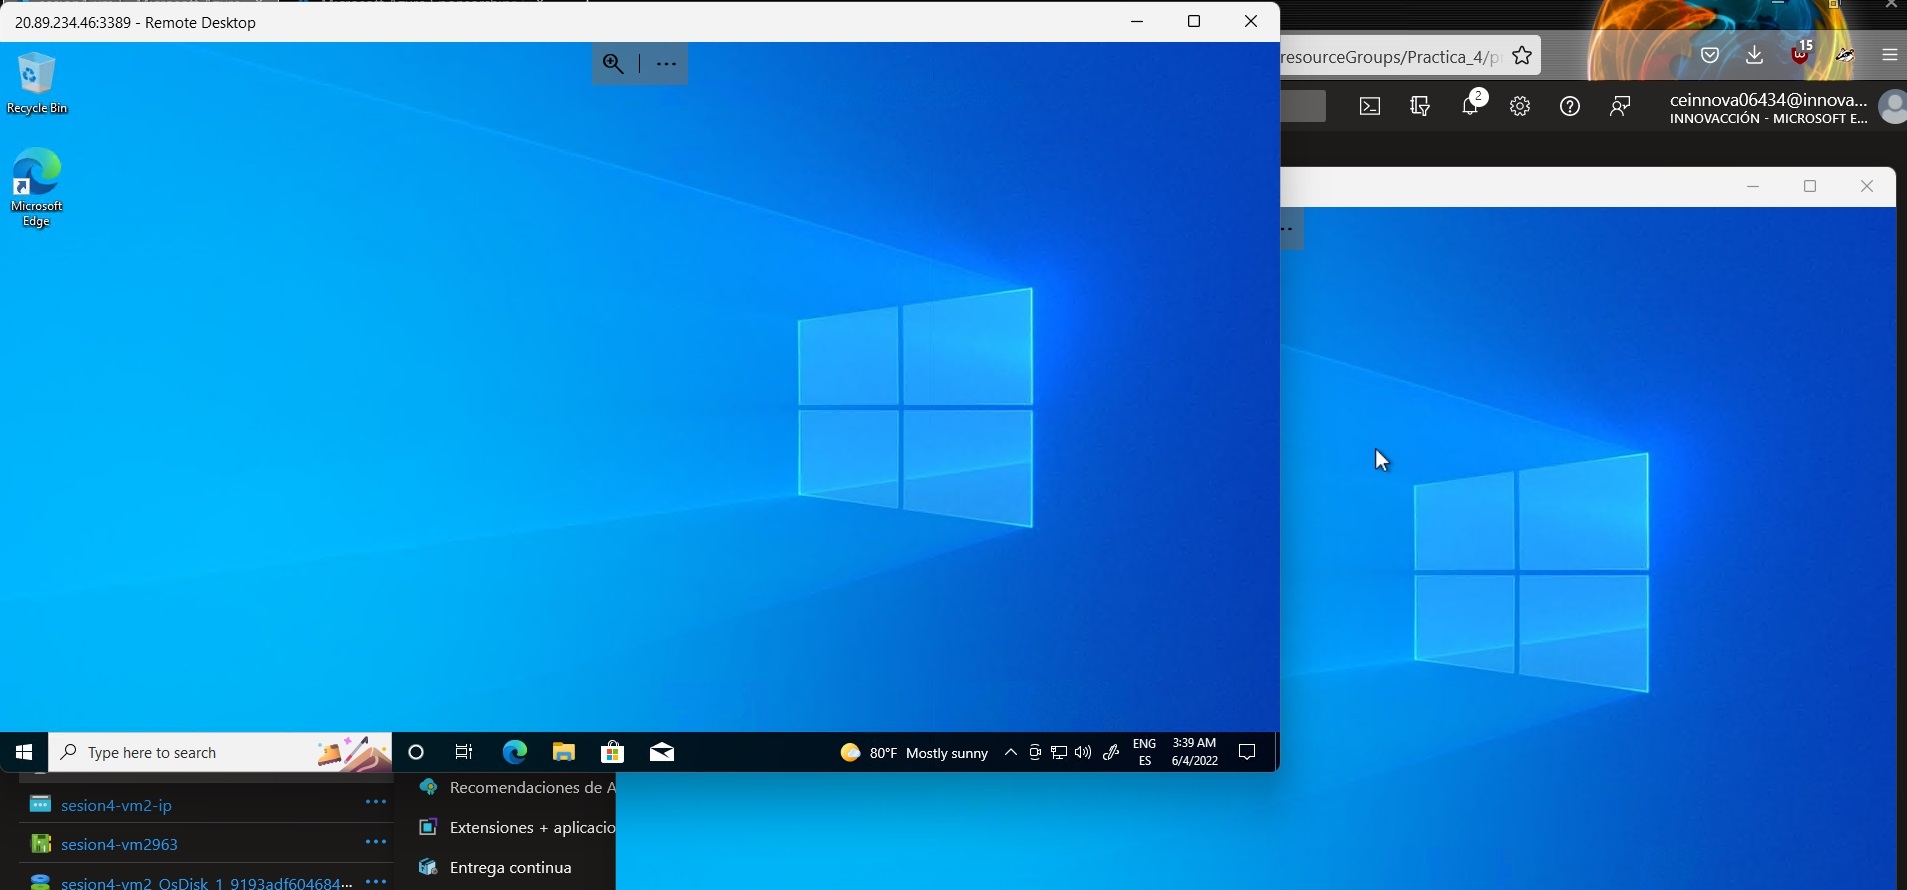 20.89.234.46:3389 - Remote Desktop
resourceGroups/Practica_4/p
15
2
ceinnova06434@innova...
INNOVACCIÓN - MICROSOFT E...
Recycle Bin
Microsoft
Edge
Type here to search
80°F Mostly sunny
ENG
ES
3:39 AM
6/4/2022
sesion4-vm2-ip
sesion4-vm2963
sesion4-vm2_OsDisk_1_9193adf604684...
Recomendaciones de A
Extensiones + aplicacio
Entrega continua